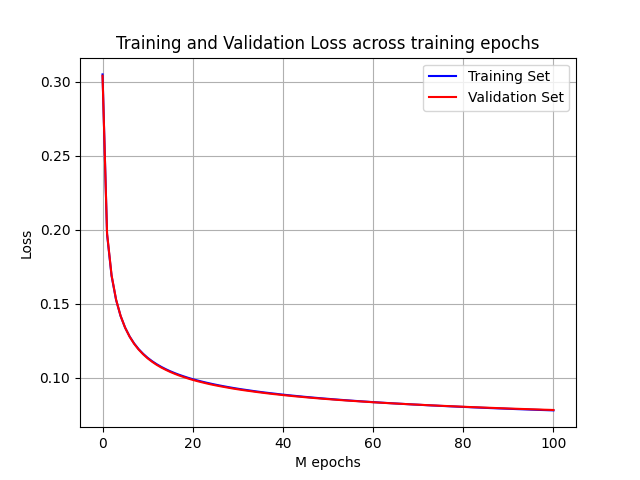 Training and Validation Loss across training epochs
Training Set
Validation Set
Loss
0.30
0.25
0.20
0.15
0.10
0
20
40
60
80
100
M epochs